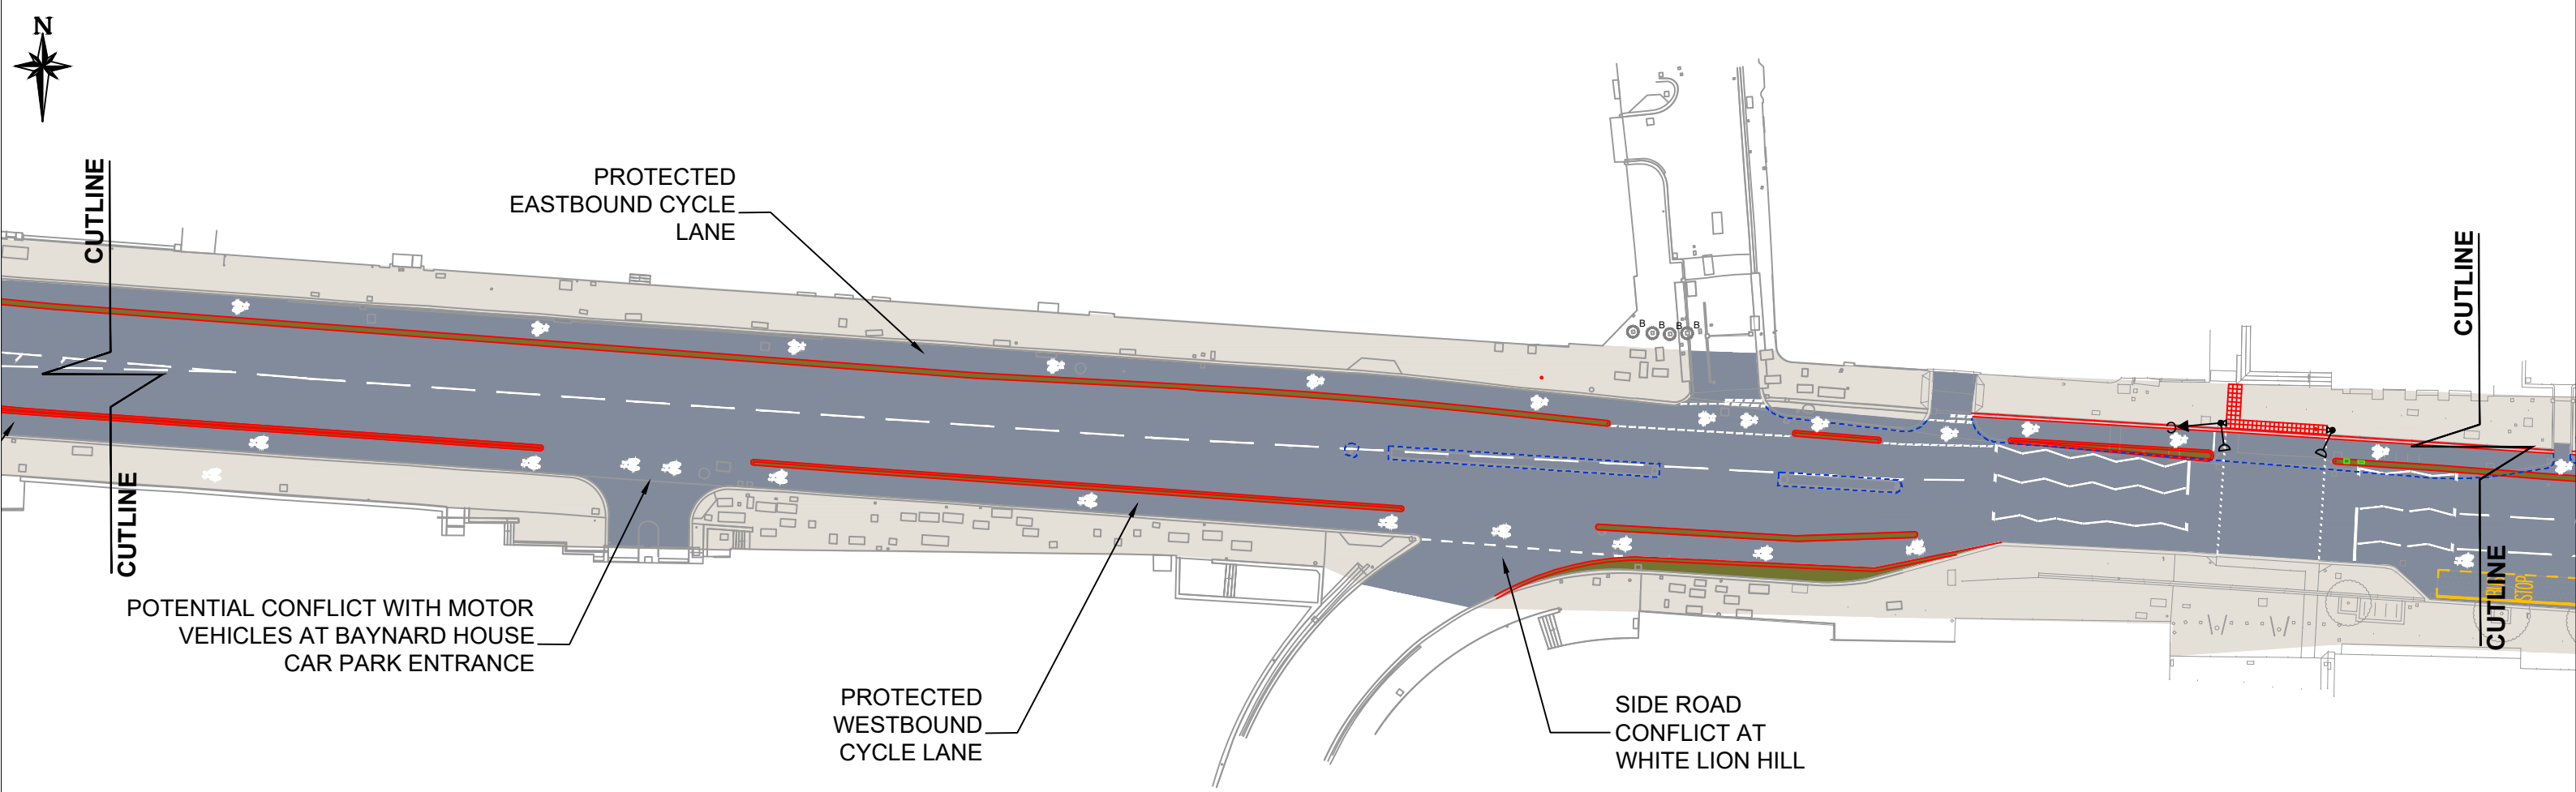 N
CUTLINE
PROTECTED
EASTBOUND CYCLE
LANE
CUTLINE
B
B
B
B
CUTLINE
POTENTIAL CONFLICT WITH MOTOR
VEHICLES AT BAYNARD HOUSE
CAR PARK ENTRANCE
PROTECTED
WESTBOUND
CYCLE LANE
SIDE ROAD
CONFLICT AT
WHITE LION HILL
CUTLINE
STOP